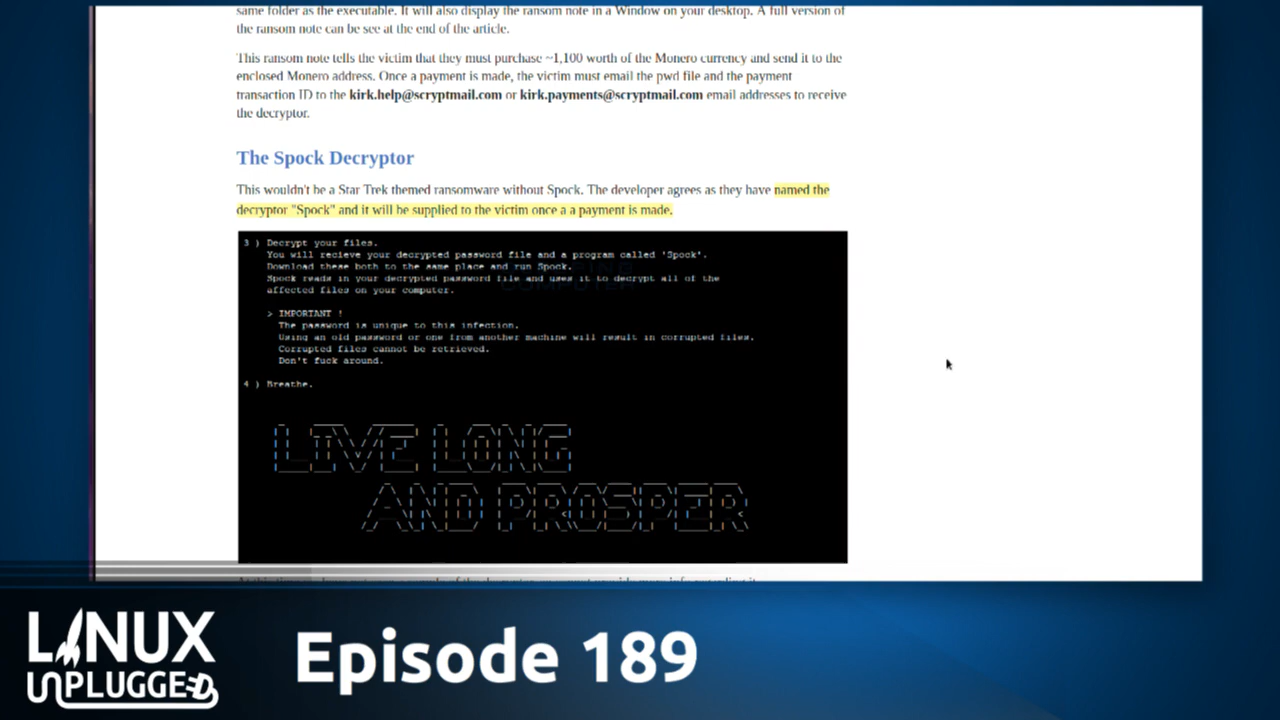 same folder as the executable. It will also display the ransom note in a Window on your desktop. A full version of
the ransom note can be see at the end of the article.
This ransom note tells the victim that they must purchase ~1,100 worth of the Monero currency and send it to the
enclosed Monero address. Once a payment is made, the victim must email the pwd file and the payment
transaction ID to the kirk.help@scryptmail.com or kirk.payments@scryptmail.com email addresses to receive
the decryptor.
The Spock Decryptor
This wouldn't be a Star Trek themed ransomware without Spock. The developer agrees as they have named the
decryptor "Spock" and it will be supplied to the victim once a a payment is made.
3 ) Decrypt your files.
You will recieve your decrypted password file and a program called 'Spock'.
Download these both to the same place and run Spock.
Spock reads in your decrypted password file and uses it to decrypt all of the
affected files on your computer.
> IMPORTANT !
The password is unique to this infection.
Using an old password or one from another machine will result in corrupted files.
Corrupted files cannot be retrieved.
Don't fuck around.
4 ) Breathe.
LIVE LONG
AND PROSPER
LINUX
UNPLUGGED
Episode 189